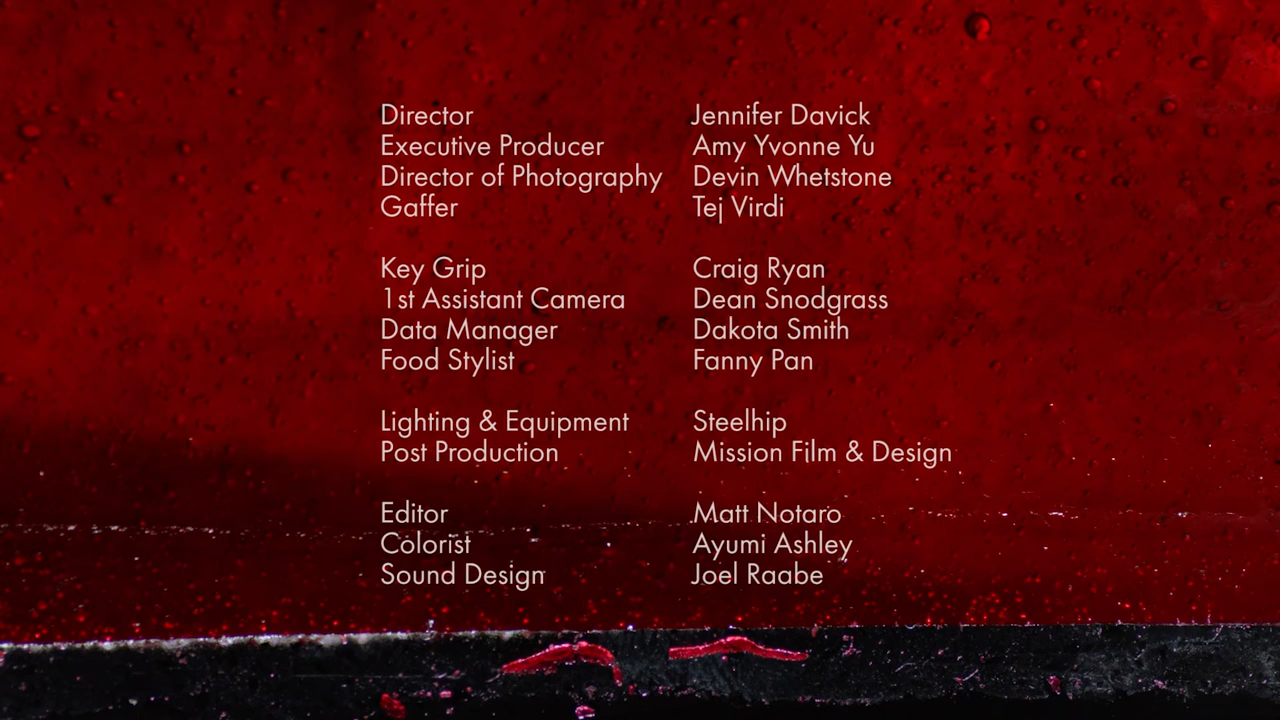 Director Jennifer Davick
Executive Producer Amy Yvonne Yu
Director of Photography Devin Whetstone
Gaffer Tej Virdi
Key Grip Craig Ryan
1st Assistant Camera Dean Snodgrass
Data Manager Dakota Smith
Food Stylist Fanny Pan
Lighting & Equipment Steelhip
Post Production Mission Film & Design
Editor Matt Notaro
Colorist Ayumi Ashley
Sound Design Joel Raabe